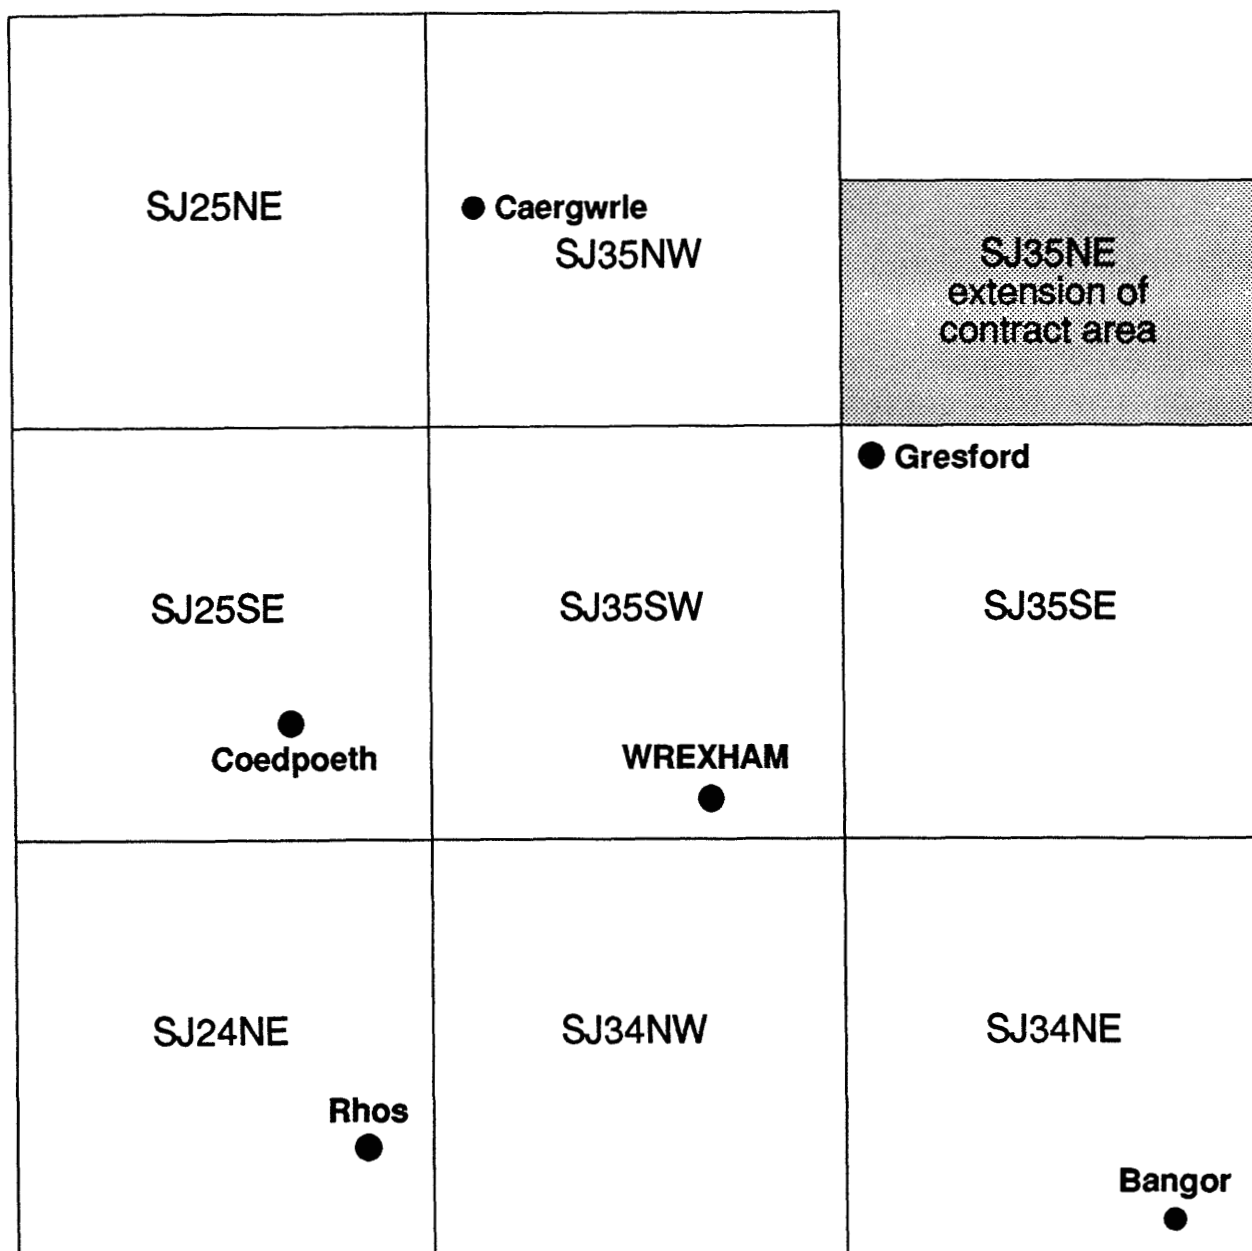 SJ25NE
Caergwrle
SJ35NW
SJ35NE
extension of
contract area
Gresford
SJ25SE
SJ35SW
SJ35SE
Coedpoeth
WREXHAM
SJ24NE
SJ34NW
SJ34NE
Rhos
Bangor